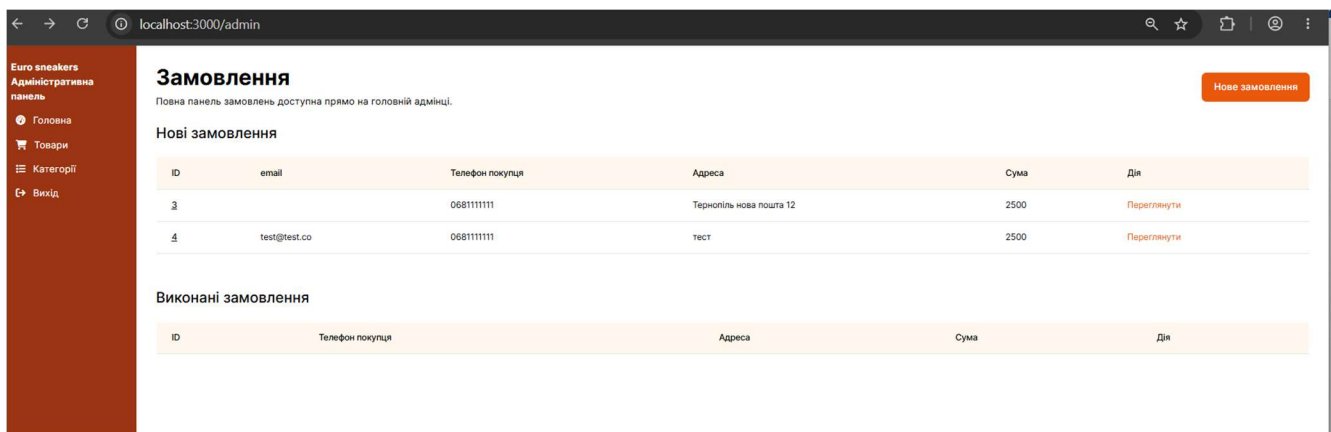 localhost:3000/admin
Euro sneakers
Адміністративна
панель
Головна
Товари
Категорії
Вихід
Замовлення
Повна панель замовлень доступна прямо на головній адмінці.
Нове замовлення
Нові замовлення
ID email Телефон покупця Адреса Сума Дія
3 0681111111 Тернопіль нова пошта 12 2500 Переглянути
4 test@test.co 0681111111 тест 2500 Переглянути
Виконані замовлення
ID Телефон покупця Адреса Сума Дія